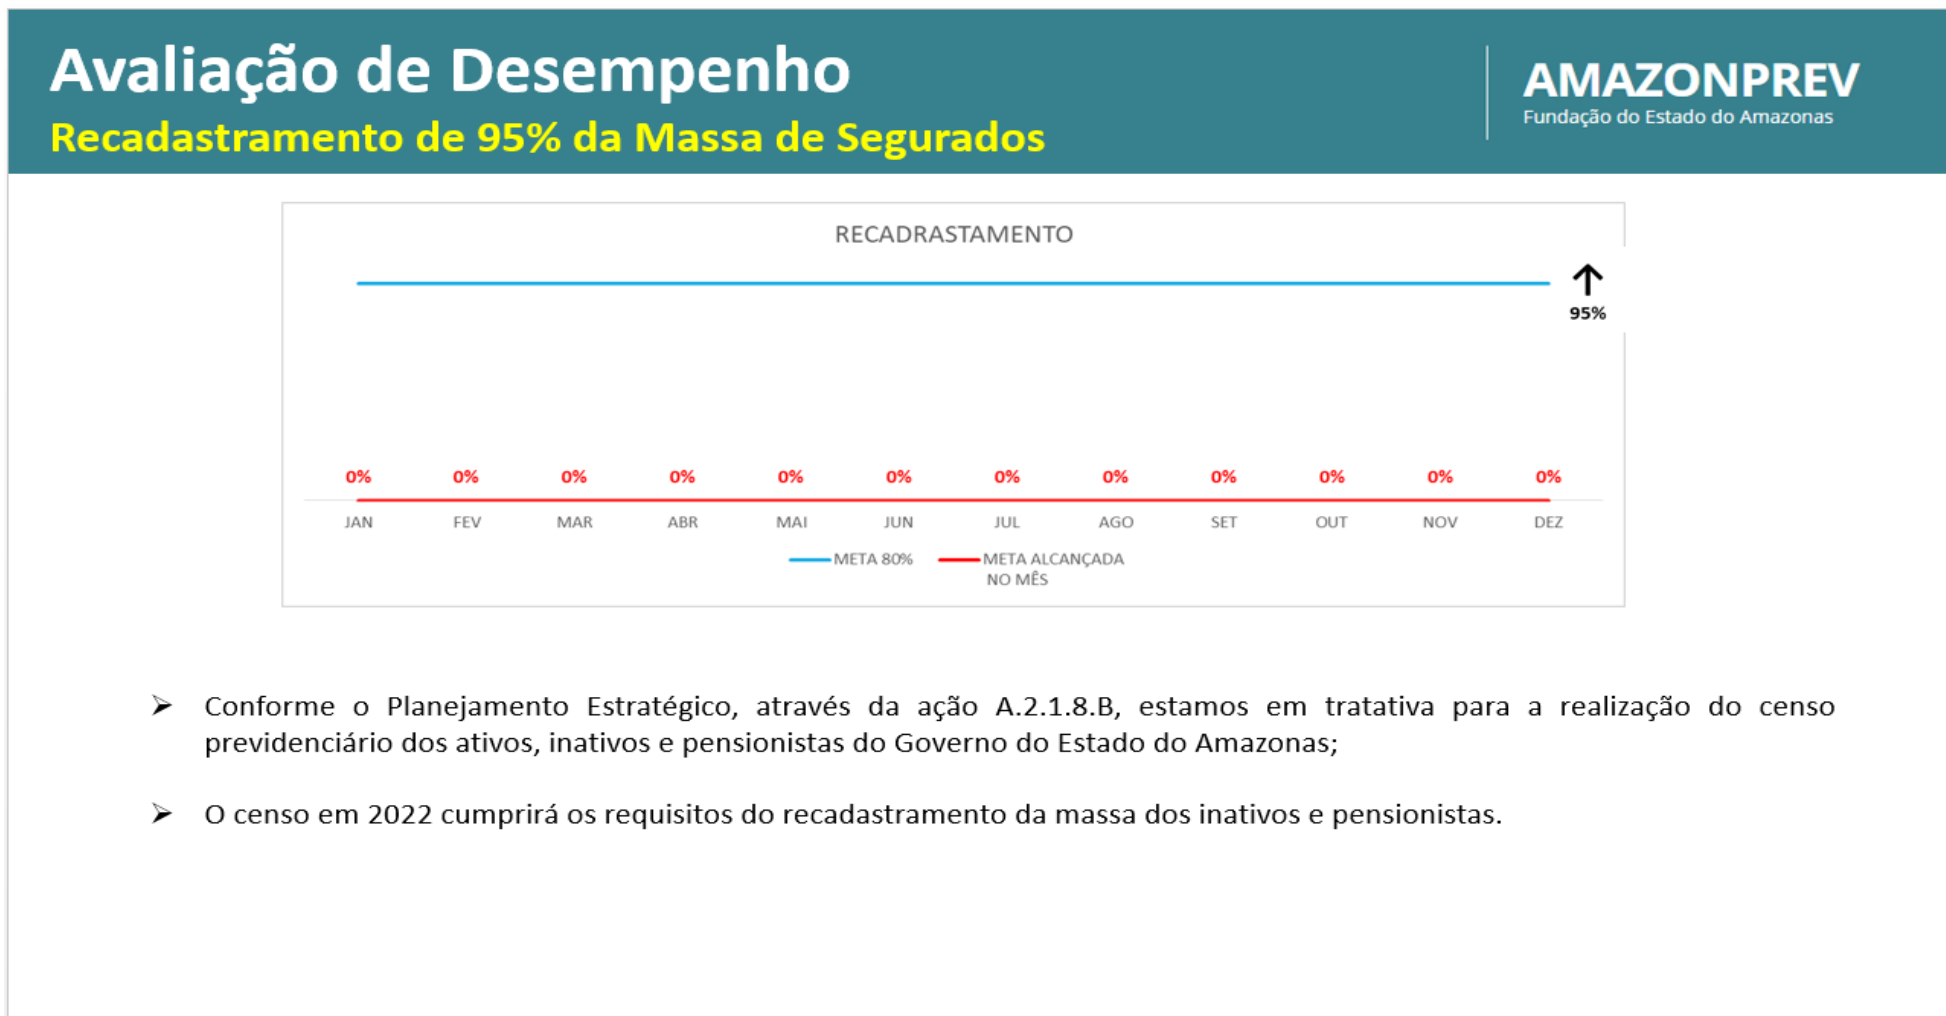 Avaliação de Desempenho
Recadastramento de 95% da Massa de Segurados
AMAZONPREV
Fundação do Estado do Amazonas
RECADRASTAMENTO
95%
0% 0% 0% 0% 0% 0% 0% 0% 0% 0% 0% 0%
JAN FEV MAR ABR MAI JUN JUL AGO SET OUT NOV DEZ
META 80% META ALCANÇADA
NO MÊS
➢ Conforme o Planejamento Estratégico, através da ação A.2.1.8.B, estamos em tratativa para a realização do censo
previdenciário dos ativos, inativos e pensionistas do Governo do Estado do Amazonas;
➢ O censo em 2022 cumprirá os requisitos do recadastramento da massa dos inativos e pensionistas.